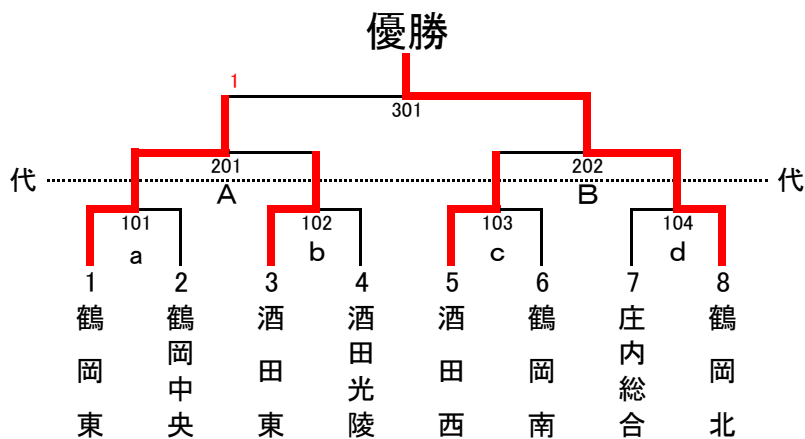 優勝
1
301
201 202
代 代
A B
101 102 103 104
a b c d
1 2 3 4 5 6 7 8
鶴岡東
鶴岡中央
酒田東
酒田光陵
酒田西
鶴岡南
庄内総合
鶴岡北